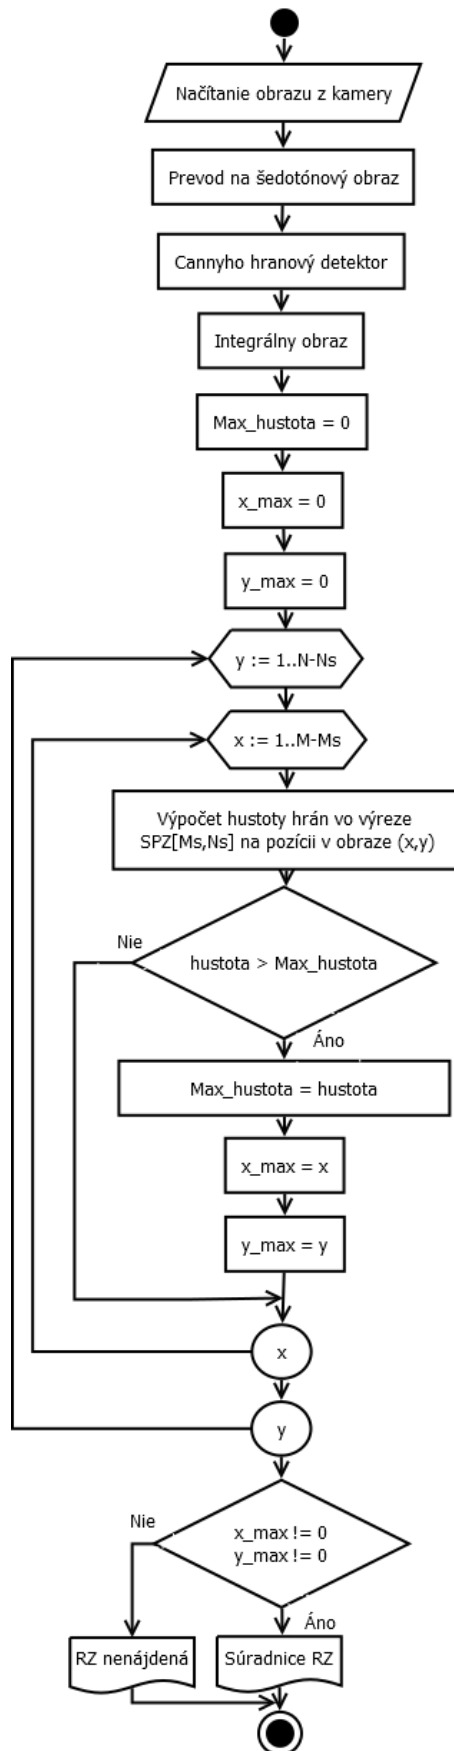 Načítanie obrazu z kamery
Prevod na šedotónový obraz
Cannyho hranový detektor
Integrálny obraz
Max_hustota = 0
x_max = 0
y_max = 0
y := 1..N-Ns
x := 1..M-Ms
Výpočet hustoty hrán vo výreze
SPZ[Ms,Ns] na pozícii v obraze (x,y)
Nie
hustota > Max_hustota
Áno
Max_hustota = hustota
x_max = x
y_max = y
x
y
Nie
x_max != 0
y_max != 0
Áno
RZ nenájdená
Súradnice RZ